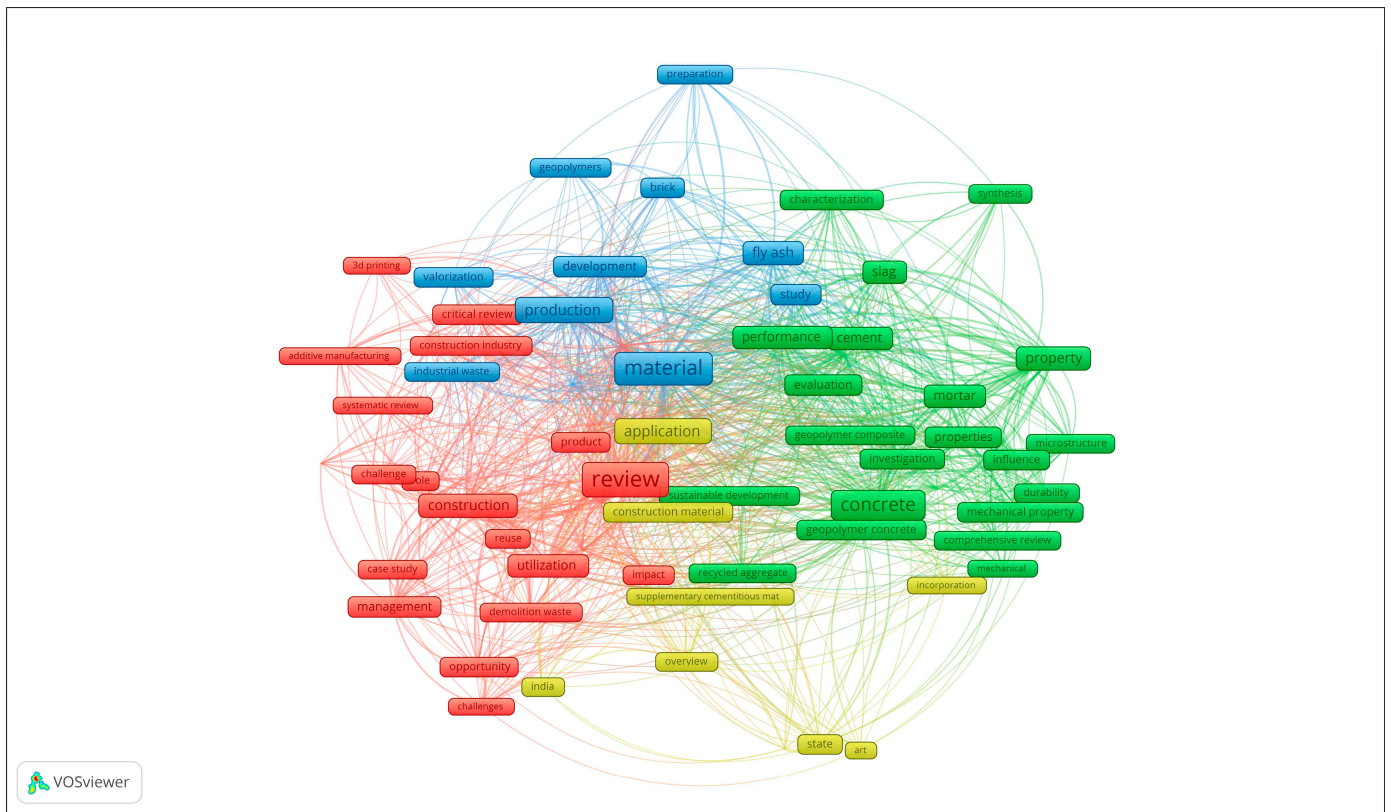 preparation
geopolymers
brick
characterization
synthesis
fly ash
3d printing
valorization
development
slag
study
critical review
production
construction industry
performance
cement
additive manufacturing
industrial waste
material
property
evaluation
mortar
systematic review
application
product
geopolymer composite
properties
microstructure
investigation
influence
challenge
review
sustainable development
durability
construction
construction material
concrete
mechanical property
geopolymer concrete
reuse
comprehensive review
case study
utilization
impact
recycled aggregate
mechanical
incorporation
supplementary cementitious mat
management
demolition waste
opportunity
overview
india
challenges
state
art
VOSviewer